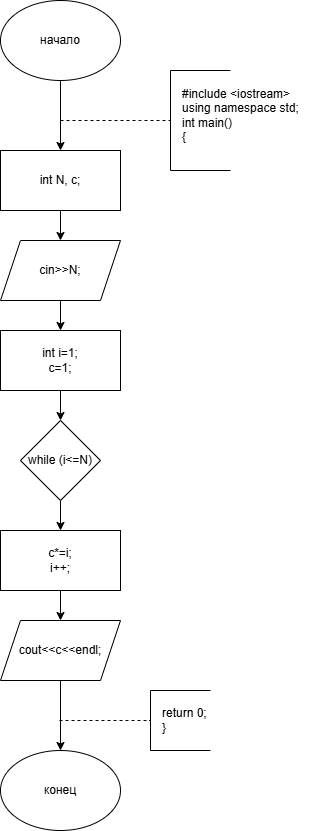 начало
#include <iostream>
using namespace std;
int main()
{
int N, c;
cin>>N;
int i=1;
c=1;
while (i<=N)
c*=i;
i++;
cout<<c<<endl;
return 0;
}
конец